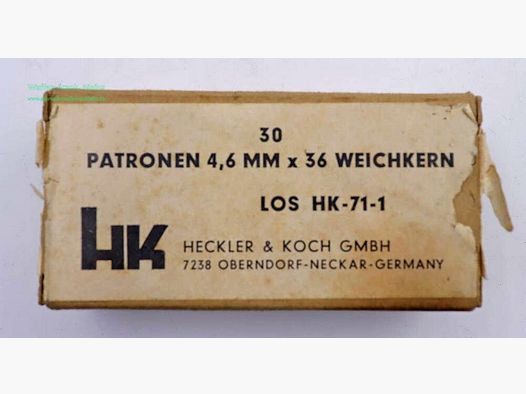 30
PATRONEN 4,6 MM x 36 WEICHKERN
LOS HK-71-1
HK
HECKLER & KOCH GMBH
7238 OBERNDORF-NECKAR-GERMANY